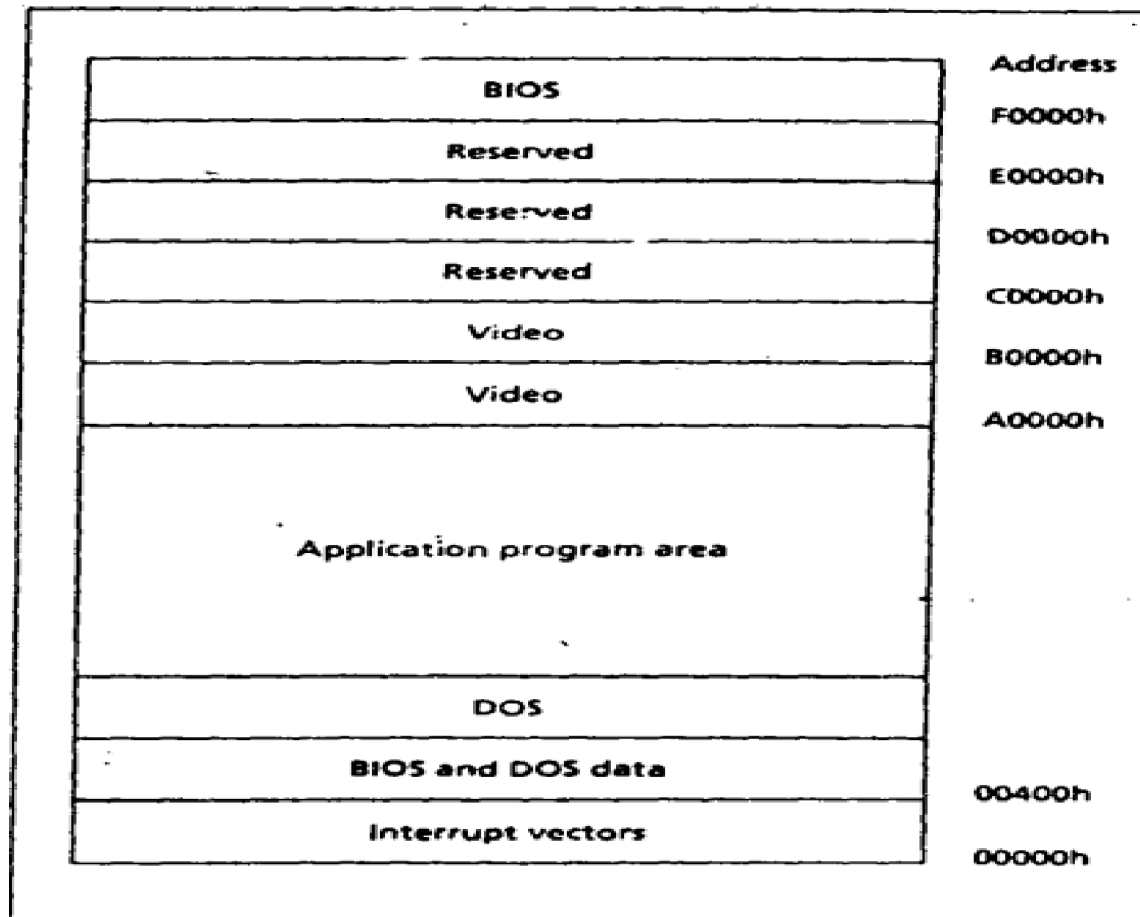 Address
BIOS
F0000h
Reserved
E0000h
Reserved
D0000h
Reserved
C0000h
Video
B0000h
Video
A0000h
Application program area
DOS
BIOS and DOS data
00400h
Interrupt vectors
00000h